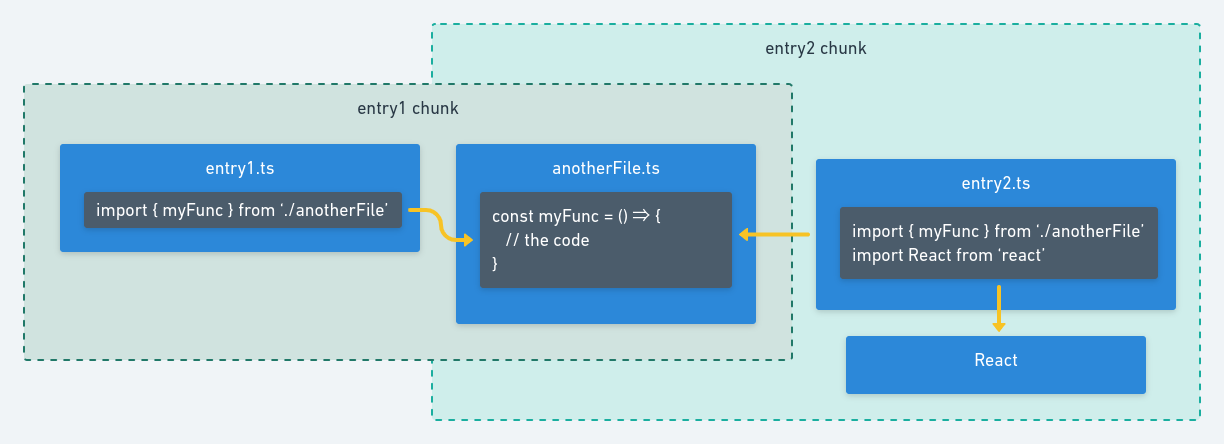 entry2 chunk
entry1 chunk
entry1.ts
import { myFunc } from ‘./anotherFile’
anotherFile.ts
const myFunc = () => {
// the code
}
entry2.ts
import { myFunc } from ‘./anotherFile’
import React from ‘react’
React